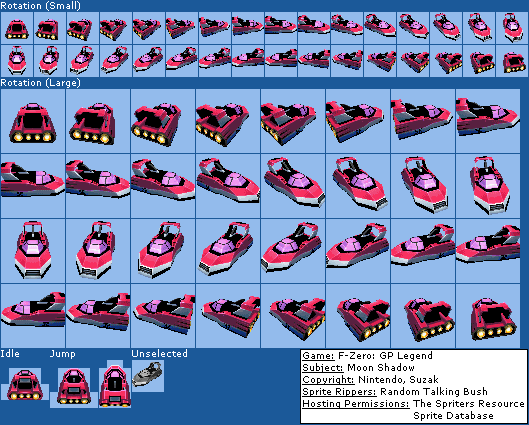 Rotation (Small)
Rotation (Large)
Idle Jump Unselected
Game: F-Zero: GP Legend
Subject: Moon Shadow
Copyright: Nintendo, Suzak
Sprite Rippers: Random Talking Bush
Hosting Permissions: The Spriters Resource
Sprite Database